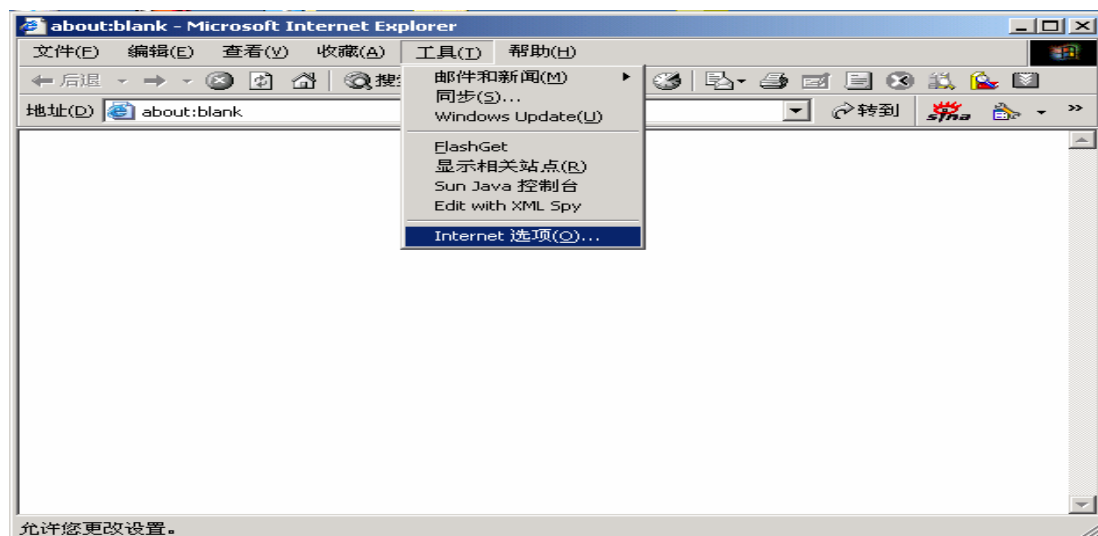 about:blank - Microsoft Internet Explorer
文件(F) 编辑(E) 查看(V) 收藏(A) 工具(T) 帮助(H)
后退 搜
地址(D) about:blank 转到 sina »
邮件和新闻(M)
同步(S)...
Windows Update(U)
FlashGet
显示相关站点(R)
Sun Java 控制台
Edit with XML Spy
Internet 选项(O)...
允许您更改设置。